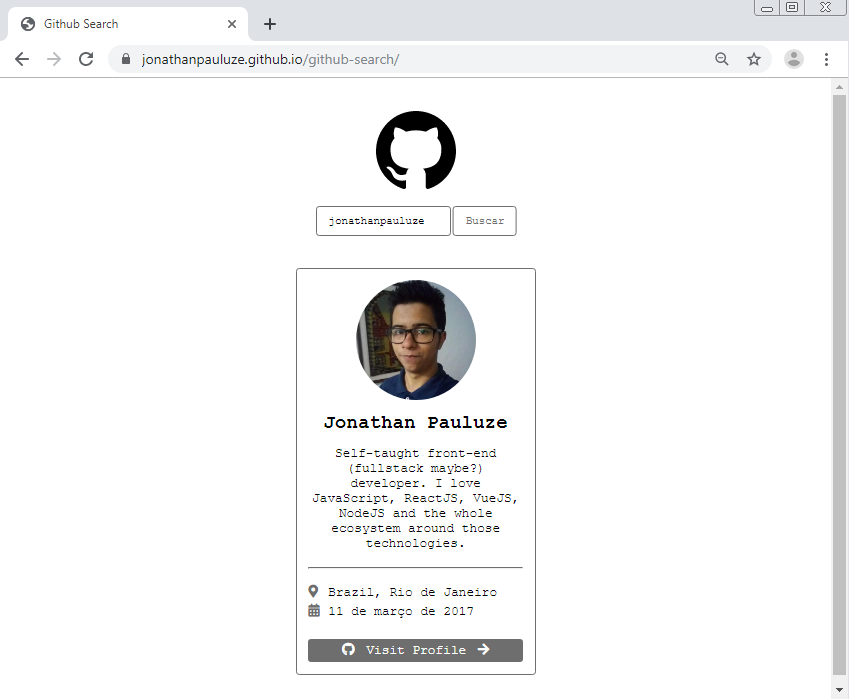 Github Search
jonathanpauluze.github.io/github-search/
jonathanpauluze
Buscar
Jonathan Pauluze
Self-taught front-end
(fullstack maybe?)
developer. I love
JavaScript, ReactJS, VueJS,
NodeJS and the whole
ecosystem around those
technologies.
Brazil, Rio de Janeiro
11 de março de 2017
Visit Profile